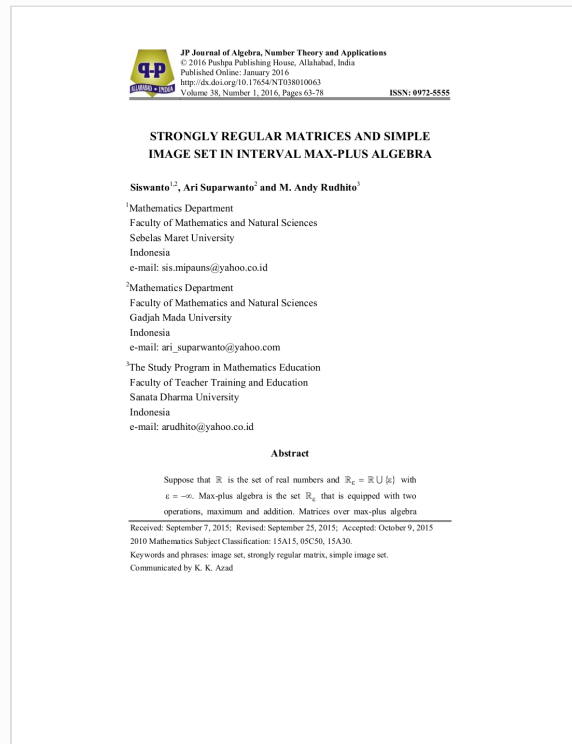 JP Journal of Algebra, Number Theory and Applications
© 2016 Pushpa Publishing House, Allahabad, India
Published Online: January 2016
http://dx.doi.org/10.17654/NT038010063
Volume 38, Number 1, 2016, Pages 63-78 ISSN: 0972-5555
q-p
ALLAHABAD • INDIA
STRONGLY REGULAR MATRICES AND SIMPLE
IMAGE SET IN INTERVAL MAX-PLUS ALGEBRA
Siswanto1,2, Ari Suparwanto2 and M. Andy Rudhito3
1Mathematics Department
Faculty of Mathematics and Natural Sciences
Sebelas Maret University
Indonesia
e-mail: sis.mipauns@yahoo.co.id
2Mathematics Department
Faculty of Mathematics and Natural Sciences
Gadjah Mada University
Indonesia
e-mail: ari_suparwanto@yahoo.com
3The Study Program in Mathematics Education
Faculty of Teacher Training and Education
Sanata Dharma University
Indonesia
e-mail: arudhito@yahoo.co.id
Abstract
Suppose that ℝ is the set of real numbers and ℝε = ℝ ∪ {ε} with
ε = −∞. Max-plus algebra is the set ℝε that is equipped with two
operations, maximum and addition. Matrices over max-plus algebra
Received: September 7, 2015; Revised: September 25, 2015; Accepted: October 9, 2015
2010 Mathematics Subject Classification: 15A15, 05C50, 15A30.
Keywords and phrases: image set, strongly regular matrix, simple image set.
Communicated by K. K. Azad